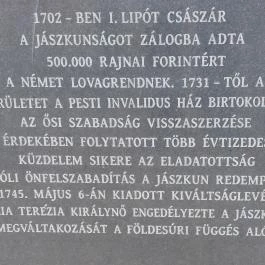 1702 - BEN I. LIPÓT CSÁSZÁR
A JÁSZKUNSÁGOT ZÁLOGBA ADTA
500.000 RAJNAI FORINTÉRT
A NÉMET LOVAGRENDNEK. 1731 - TŐL A
RÜLETET A PESTI INVALIDUS HÁZ BIRTOKOL
AZ ŐSI SZABADSÁG VISSZASZERZÉSE
ÉRDEKÉBEN FOLYTATOTT TÖBB ÉVTIZEDES
KÜZDELEM SIKERE AZ ELADATOTTSÁG
ÓLI ÖNFELSZABADÍTÁS A JÁSZKUN REDEMP
1745. MÁJUS 6-ÁN KIADOTT KIVÁLTSÁGLEVÉ
IA TERÉZIA KIRÁLYNŐ ENGEDÉLYEZTE A JÁSZK
MEGVÁLTAKOZÁSÁT A FÖLDESÚRI FÜGGÉS ALÓ